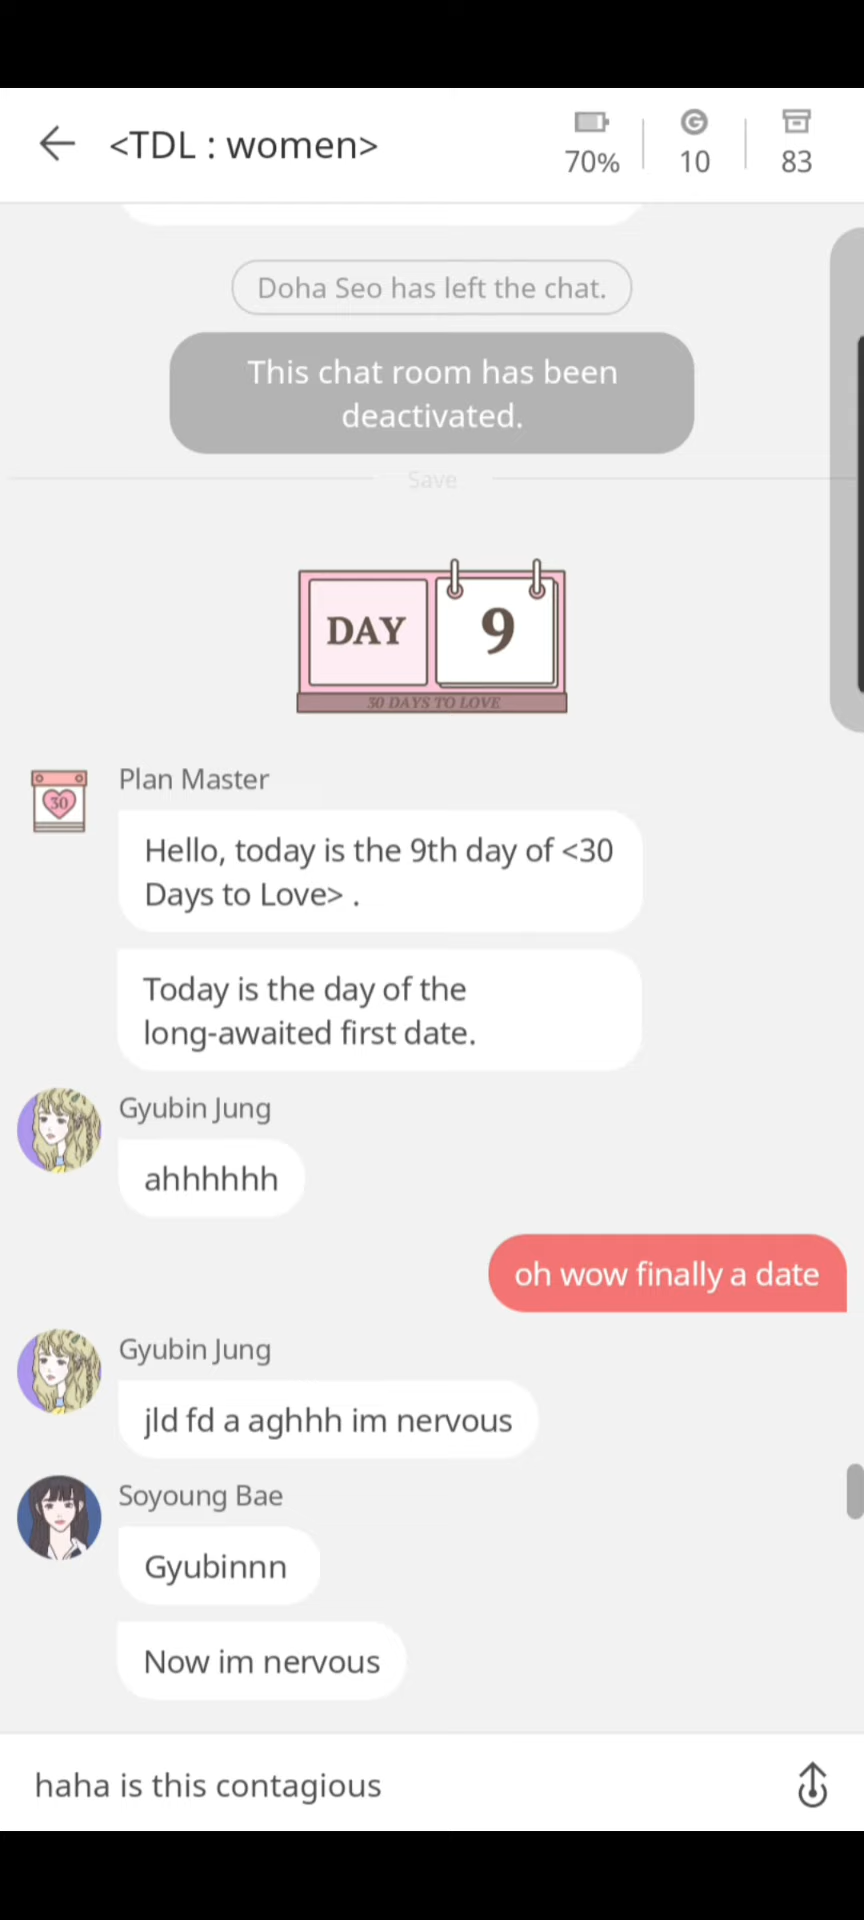 <TDL : women>
70%
10
83
Doha Seo has left the chat.
This chat room has been
deactivated.
Save
DAY
9
30 DAYS TO LOVE
30
Plan Master
Hello, today is the 9th day of <30
Days to Love> .
Today is the day of the
long-awaited first date.
Gyubin Jung
ahhhhhh
oh wow finally a date
Gyubin Jung
jld fd a aghhh im nervous
Soyoung Bae
Gyubinnn
Now im nervous
haha is this contagious